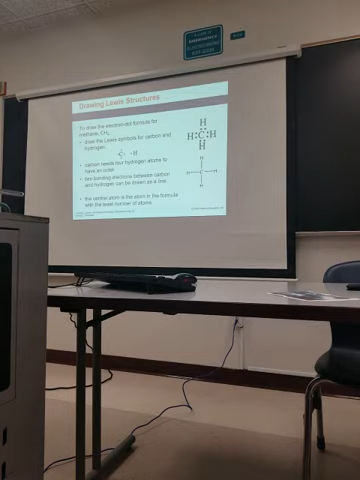 Drawing Lewis Structures
To draw the electron-dot formula for
methane, CH₄,
• draw the Lewis symbols for carbon and
hydrogen.
C H
• carbon needs four hydrogen atoms to
have an octet.
• two bonding electrons between carbon
and hydrogen can be drawn as a line.
• the central atom is the atom in the formula
with the least number of atoms.
H
H:C:H
H
H
H C H
H
EMERGENCY